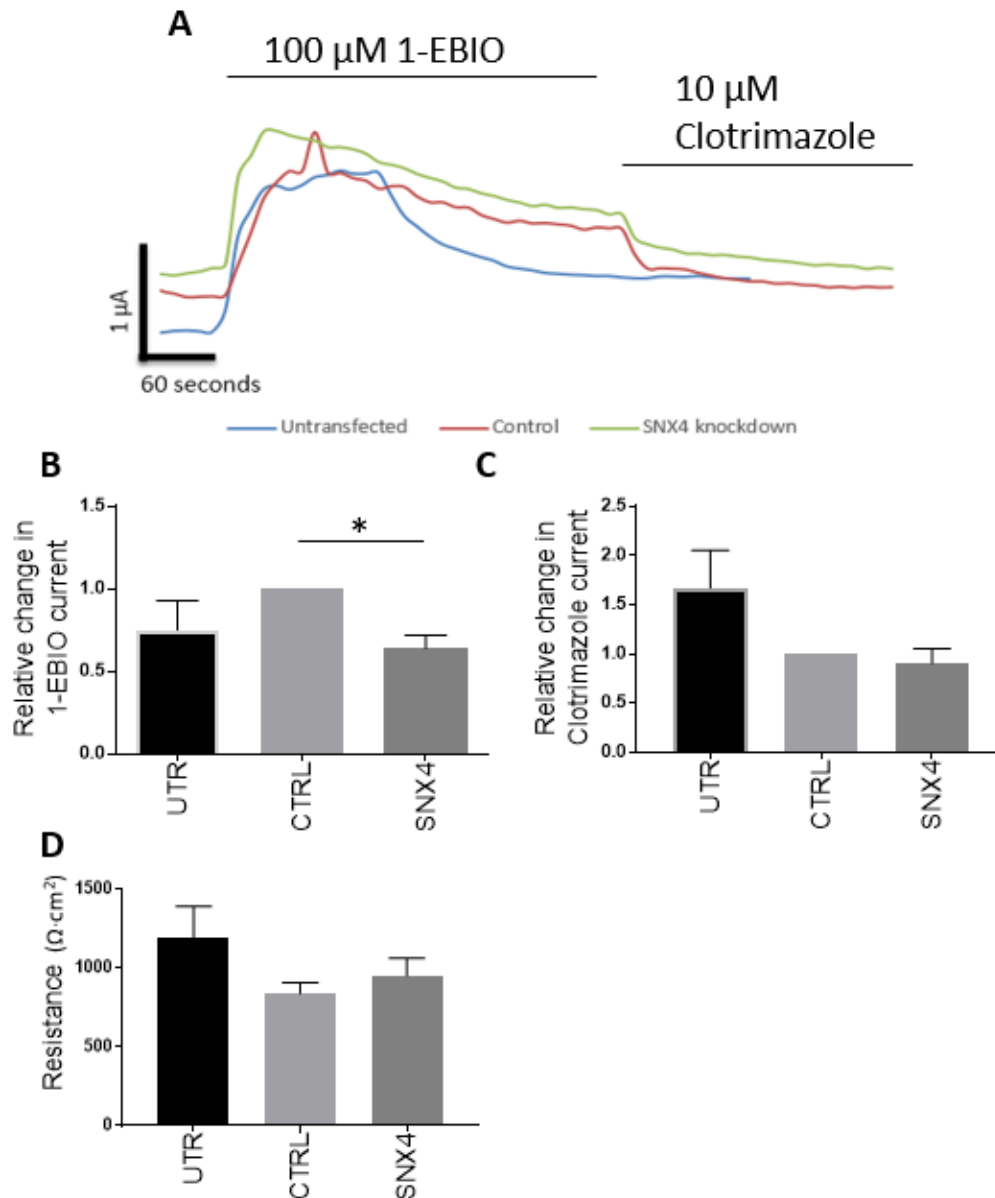 A
100 µM 1-EBIO
10 µM
Clotrimazole
1 µA
60 seconds
Untransfected Control SNX4 knockdown
B
Relative change in
1-EBIO current
1.5
1.0
0.5
0.0
*
UTR CTRL SNX4
C
Relative change in
Clotrimazole current
2.5
2.0
1.5
1.0
0.5
0.0
UTR CTRL SNX4
D
Resistance (Ω·cm²)
1500
1000
500
0
UTR CTRL SNX4